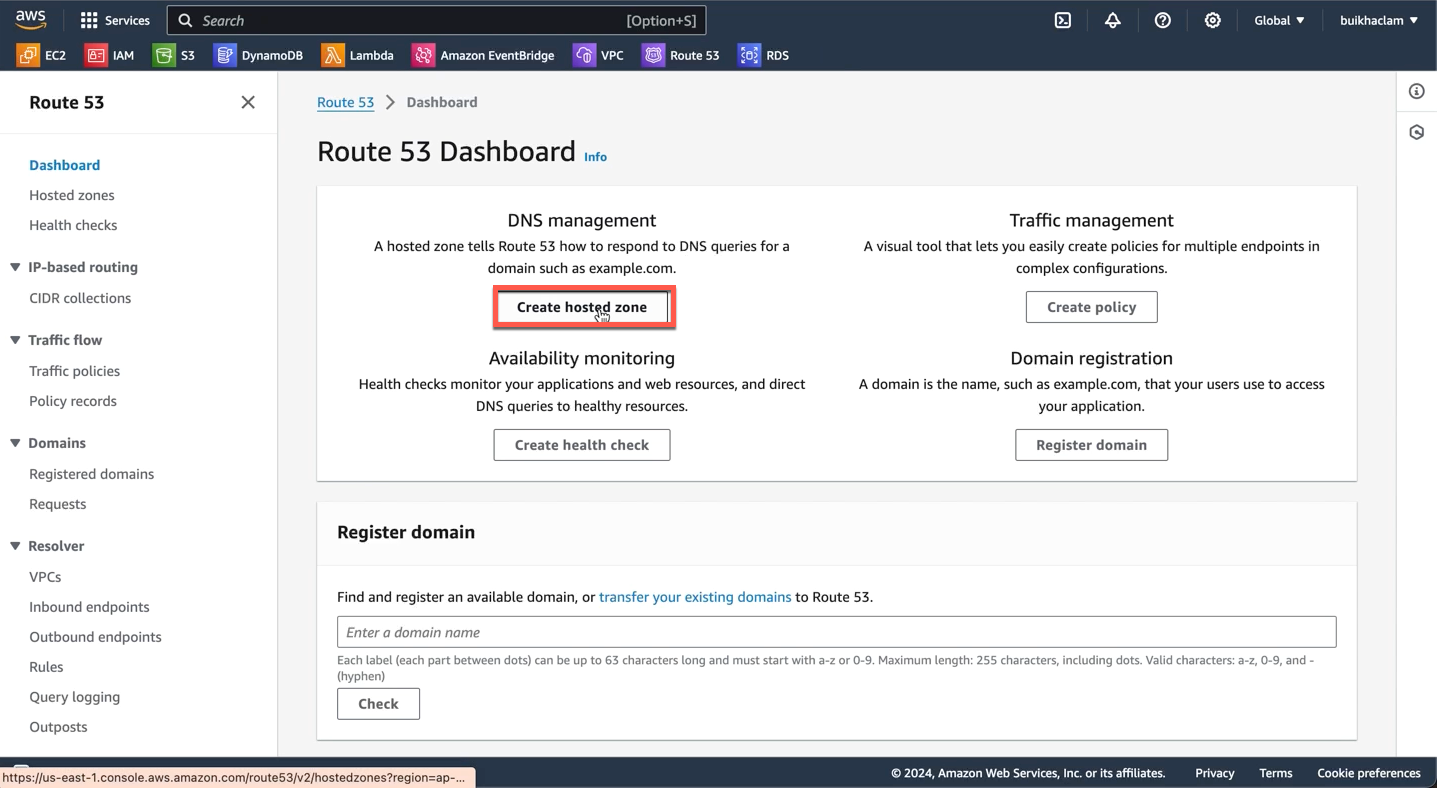 aws
Services
Search
[Option+S]
Global
buikhaclam
EC2
IAM
S3
DynamoDB
Lambda
Amazon EventBridge
VPC
Route 53
RDS
Route 53
Dashboard
Hosted zones
Health checks
IP-based routing
CIDR collections
Traffic flow
Traffic policies
Policy records
Domains
Registered domains
Requests
Resolver
VPCs
Inbound endpoints
Outbound endpoints
Rules
Query logging
Outposts
Route 53 > Dashboard
Route 53 Dashboard Info
DNS management
A hosted zone tells Route 53 how to respond to DNS queries for a
domain such as example.com.
Create hosted zone
Traffic management
A visual tool that lets you easily create policies for multiple endpoints in
complex configurations.
Create policy
Availability monitoring
Health checks monitor your applications and web resources, and direct
DNS queries to healthy resources.
Create health check
Domain registration
A domain is the name, such as example.com, that your users use to access
your application.
Register domain
Register domain
Find and register an available domain, or transfer your existing domains to Route 53.
Enter a domain name
Each label (each part between dots) can be up to 63 characters long and must start with a-z or 0-9. Maximum length: 255 characters, including dots. Valid characters: a-z, 0-9, and -
(hyphen)
Check
https://us-east-1.console.aws.amazon.com/route53/v2/hostedzones?region=ap-...
© 2024, Amazon Web Services, Inc. or its affiliates.
Privacy
Terms
Cookie preferences